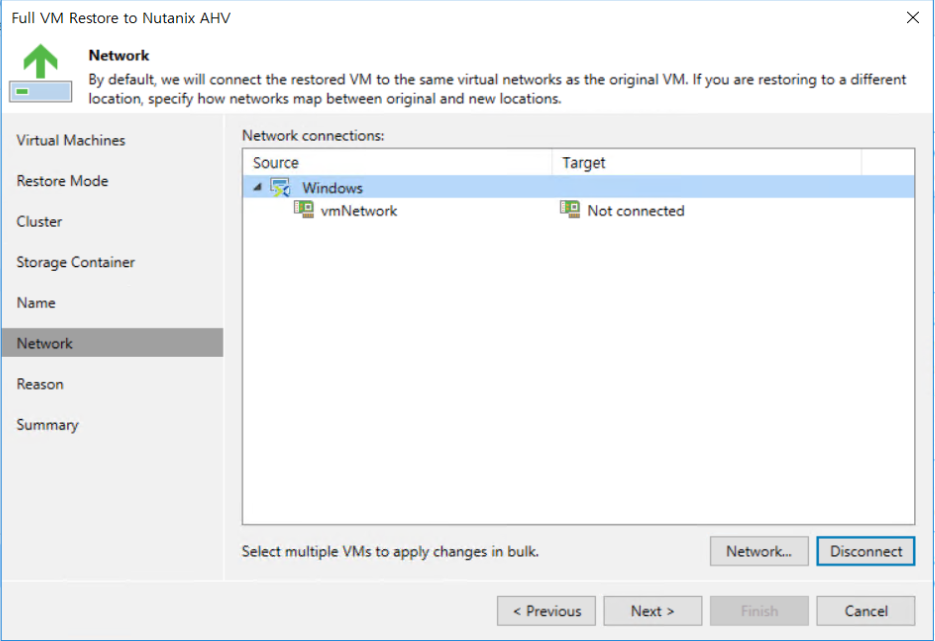 Full VM Restore to Nutanix AHV
Network
By default, we will connect the restored VM to the same virtual networks as the original VM. If you are restoring to a different
location, specify how networks map between original and new locations.
Virtual Machines
Restore Mode
Cluster
Storage Container
Name
Network
Reason
Summary
Network connections:
Source Target
Windows
vmNetwork Not connected
Select multiple VMs to apply changes in bulk.
Network... Disconnect
< Previous Next > Finish Cancel